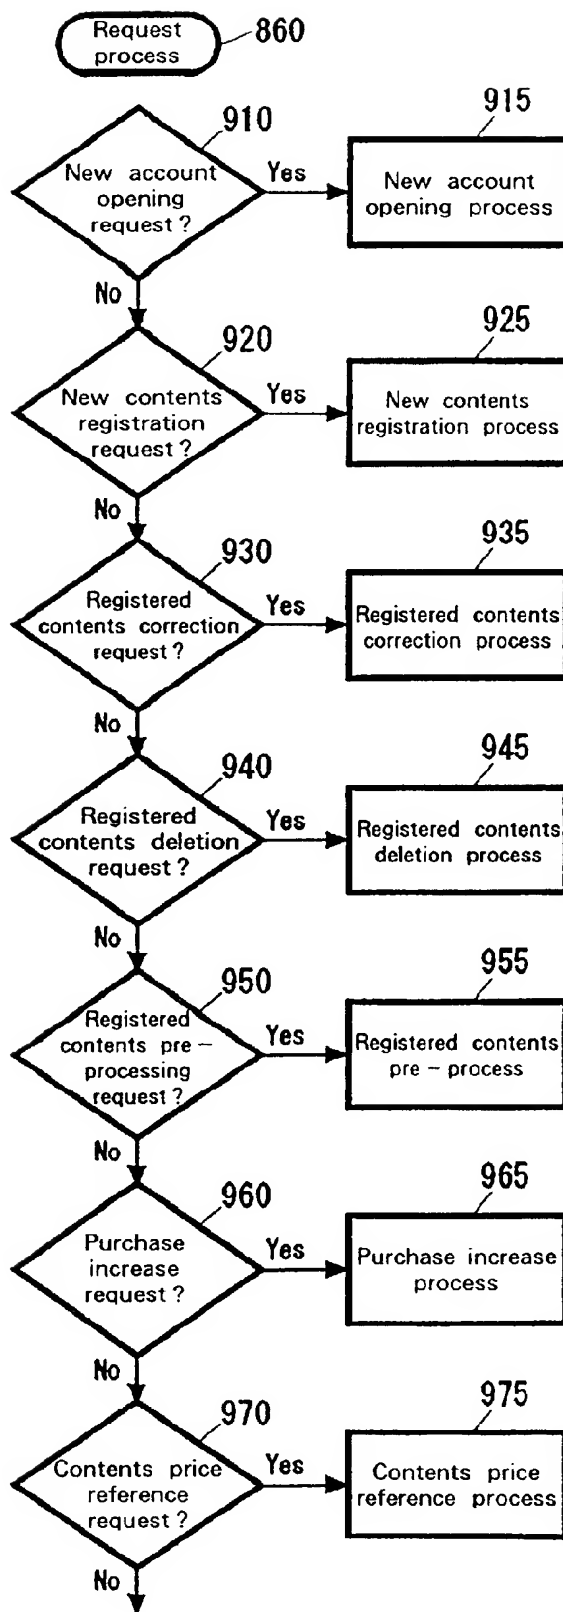 Request
process
860
910
New account
opening
request?
Yes
915
New account
opening process
No
920
New contents
registration
request?
Yes
925
New contents
registration process
No
930
Registered
contents correction
request?
Yes
935
Registered contents
correction process
No
940
Registered
contents deletion
request?
Yes
945
Registered contents
deletion process
No
950
Registered
contents pre-
processing
request?
Yes
955
Registered contents
pre-process
No
960
Purchase
increase
request?
Yes
965
Purchase increase
process
No
970
Contents price
reference
request?
Yes
975
Contents price
reference process
No